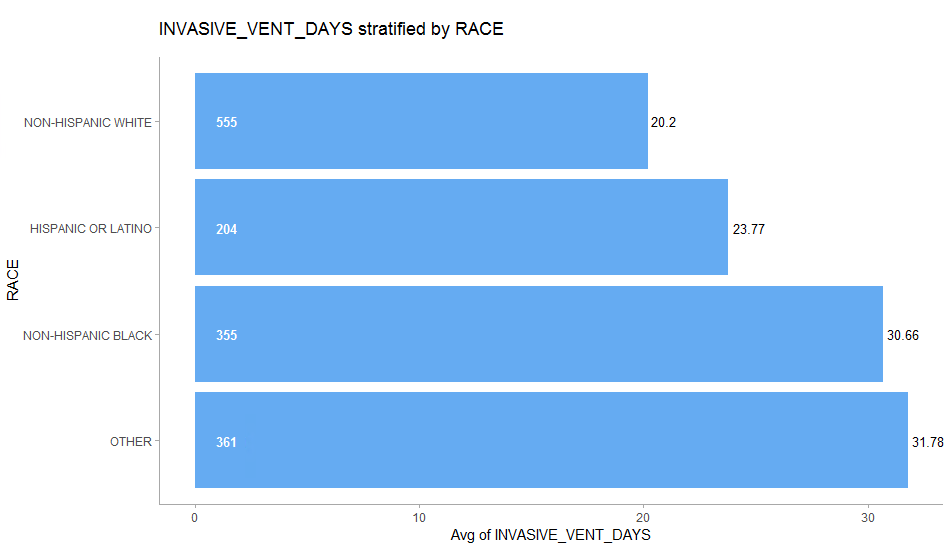 INVASIVE_VENT_DAYS stratified by RACE
NON-HISPANIC WHITE 555 20.2
HISPANIC OR LATINO 204 23.77
NON-HISPANIC BLACK 355 30.66
OTHER 361 31.78
RACE
0 10 20 30
Avg of INVASIVE_VENT_DAYS